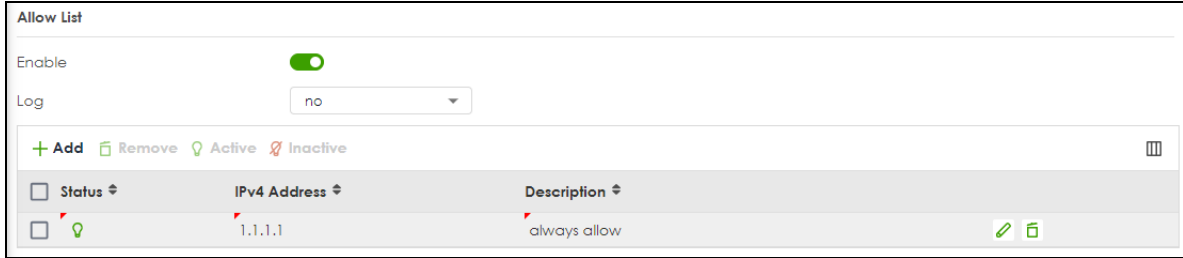 Allow List
Enable
Log no
Add Remove Active Inactive
Status IPv4 Address Description
1.1.1.1 always allow